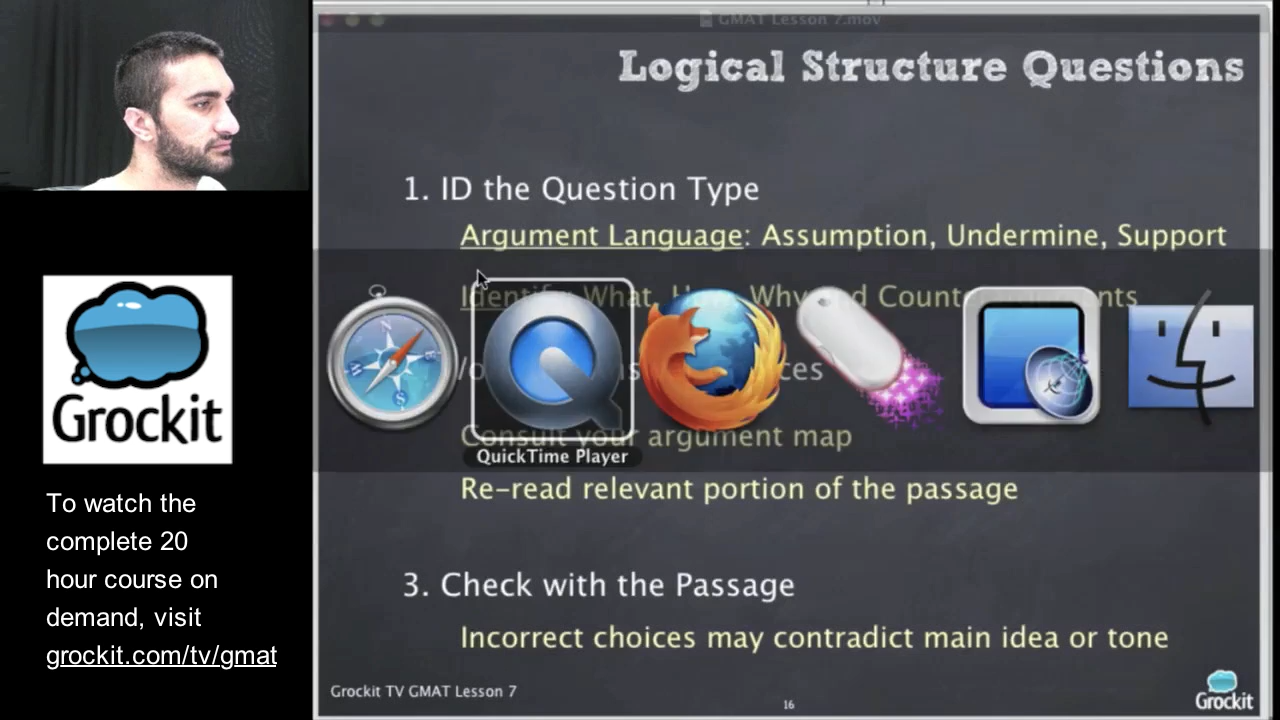 GMAT Lesson 7.mov
Logical Structure Questions
1. ID the Question Type
Argument Language: Assumption, Undermine, Support
Identify What, Why
Consult your argument map
QuickTime Player
Re-read relevant portion of the passage
3. Check with the Passage
Incorrect choices may contradict main idea or tone
Grockit TV GMAT Lesson 7
16
Grockit
Grockit
To watch the
complete 20
hour course on
demand, visit
grockit.com/tv/gmat